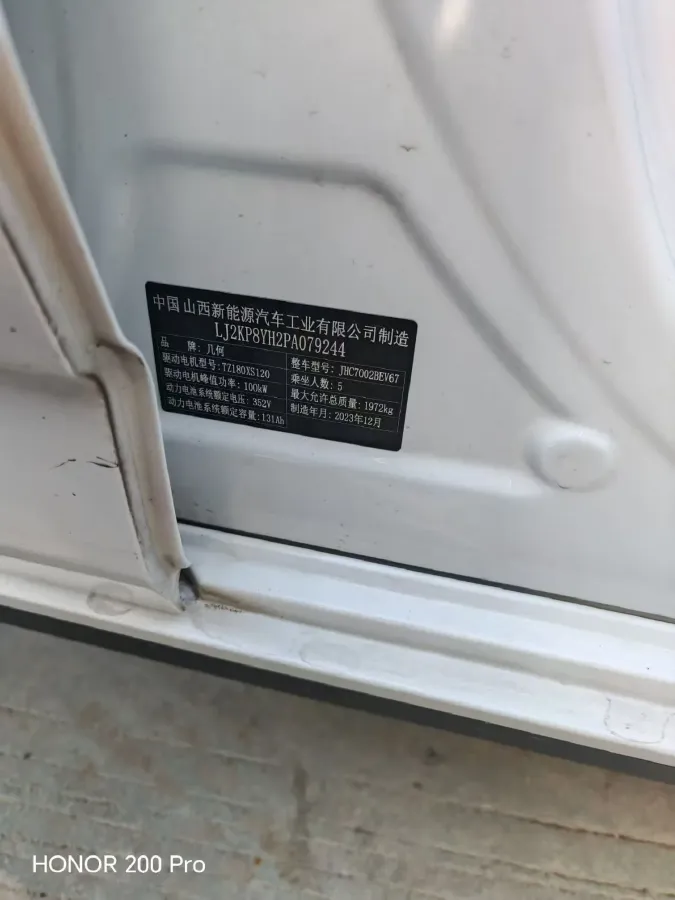 中国 山西新能源汽车工业有限公司制造
LJ2KP8YH2PA079244
品 牌: 几何
驱动电机型号: TZ180XS120
驱动电机峰值功率: 100kW
动力电池系统额定电压: 352V
动力电池系统额定容量: 131Ah
整车型号: JHC7002BEV67
乘坐人数: 5
最大允许总质量: 1972kg
制造年月: 2023年12月
HONOR 200 Pro